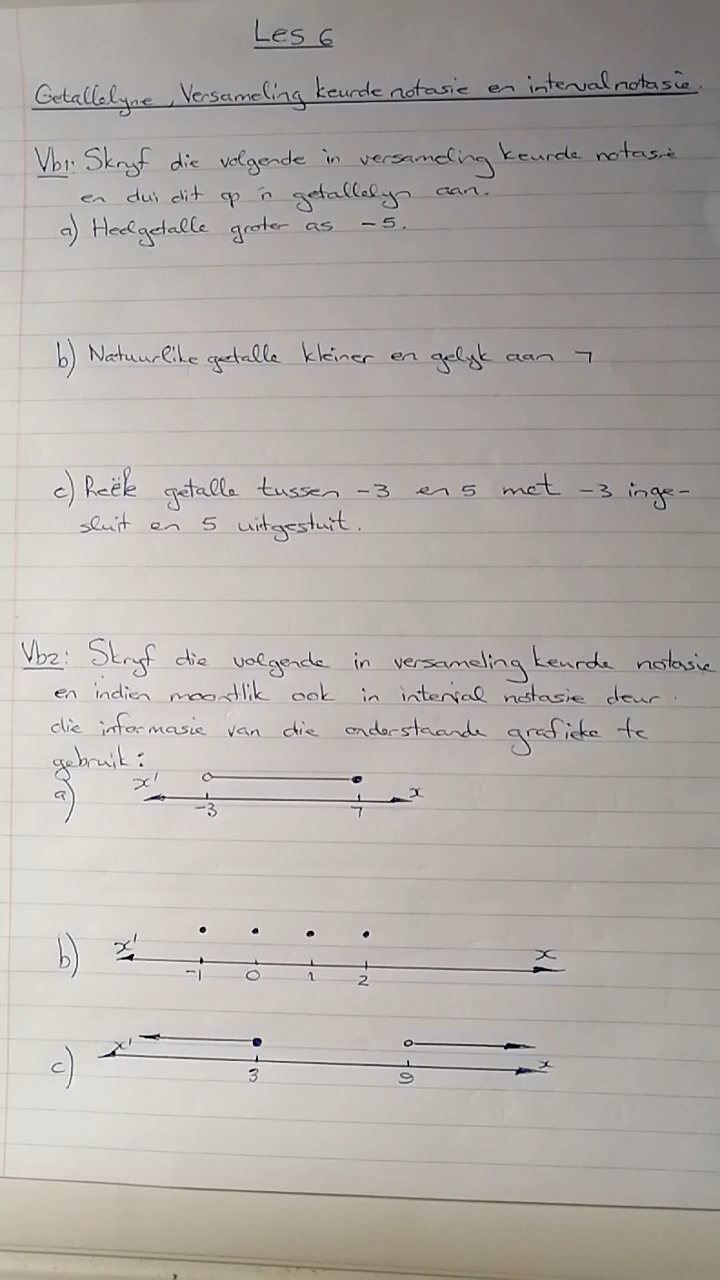 Les 6
Getallelyne, Versameling keurde notasie en intervalnotasie.
Vb1: Skryf die volgende in versameling keurde notasie
en dui dit op 'n getallelyn aan.
a) Heelgetalle groter as -5.
b) Natuurlike getalle kleiner en gelyk aan 7
c) Reële getalle tussen -3 en 5 met -3 inge-
sluit en 5 uitgesluit.
Vb2: Skryf die volgende in versameling keurde notasie
en indien moontlik ook in interval notasie deur
die informasie van die onderstaande grafieke te
gebruik:
a) x' x
-3 7
b) x' x
-1 0 1 2
c) x' x
3 9